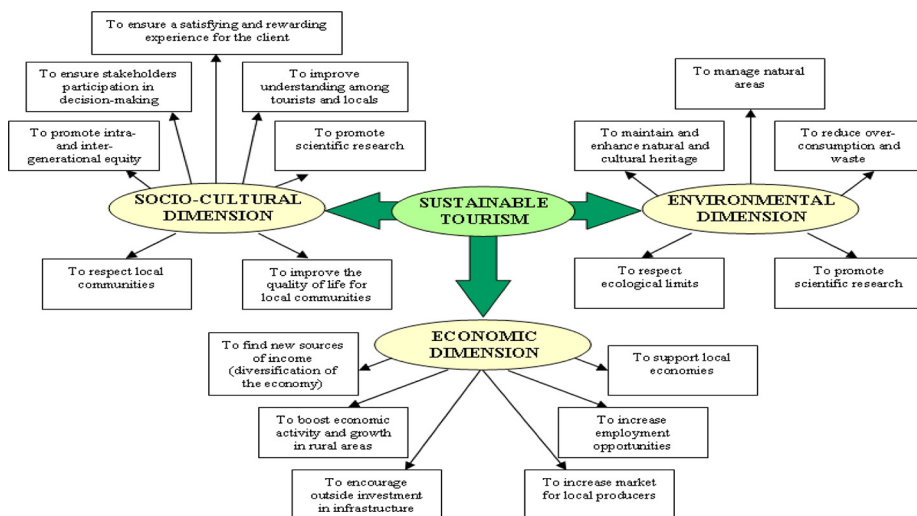 To ensure a satisfying and rewarding
experience for the client
To ensure stakeholders
participation in
decision-making
To improve
understanding among
tourists and locals
To promote intra-
and inter-
generational equity
To promote
scientific research
SOCIO-CULTURAL
DIMENSION
To respect local
communities
To improve the
quality of life for
local communities
SUSTAINABLE
TOURISM
To manage natural
areas
To maintain and
enhance natural and
cultural heritage
To reduce over-
consumption and
waste
ENVIRONMENTAL
DIMENSION
To respect
ecological limits
To promote
scientific research
ECONOMIC
DIMENSION
To find new sources
of income
(diversification of
the economy)
To support local
economies
To boost economic
activity and growth
in rural areas
To increase
employment
opportunities
To encourage
outside investment
in infrastructure
To increase market
for local producers